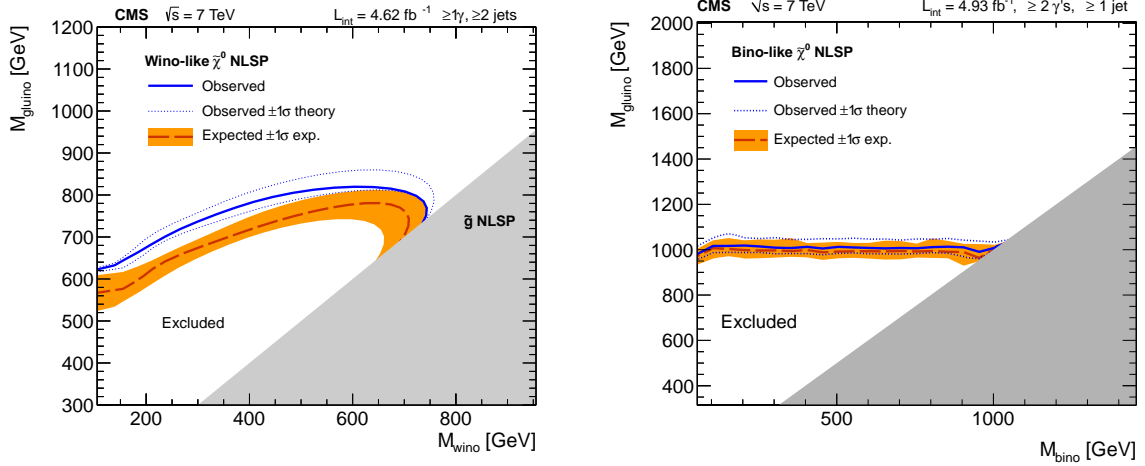 CMS √s = 7 TeV L_int = 4.62 fb⁻¹ ≥1γ, ≥2 jets
M_gluino [GeV]
1200
1100
1000
900
800
700
600
500
400
300
Wino-like χ̃⁰ NLSP
Observed
Observed ±1σ theory
Expected ±1σ exp.
g̃ NLSP
Excluded
200 400 600 800
M_wino [GeV]
CMS √s = 7 TeV L_int = 4.93 fb⁻¹, ≥ 2 γ's, ≥ 1 jet
M_gluino [GeV]
2000
1800
1600
1400
1200
1000
800
600
400
Bino-like χ̃⁰ NLSP
Observed
Observed ±1σ theory
Expected ±1σ exp.
Excluded
500 1000
M_bino [GeV]